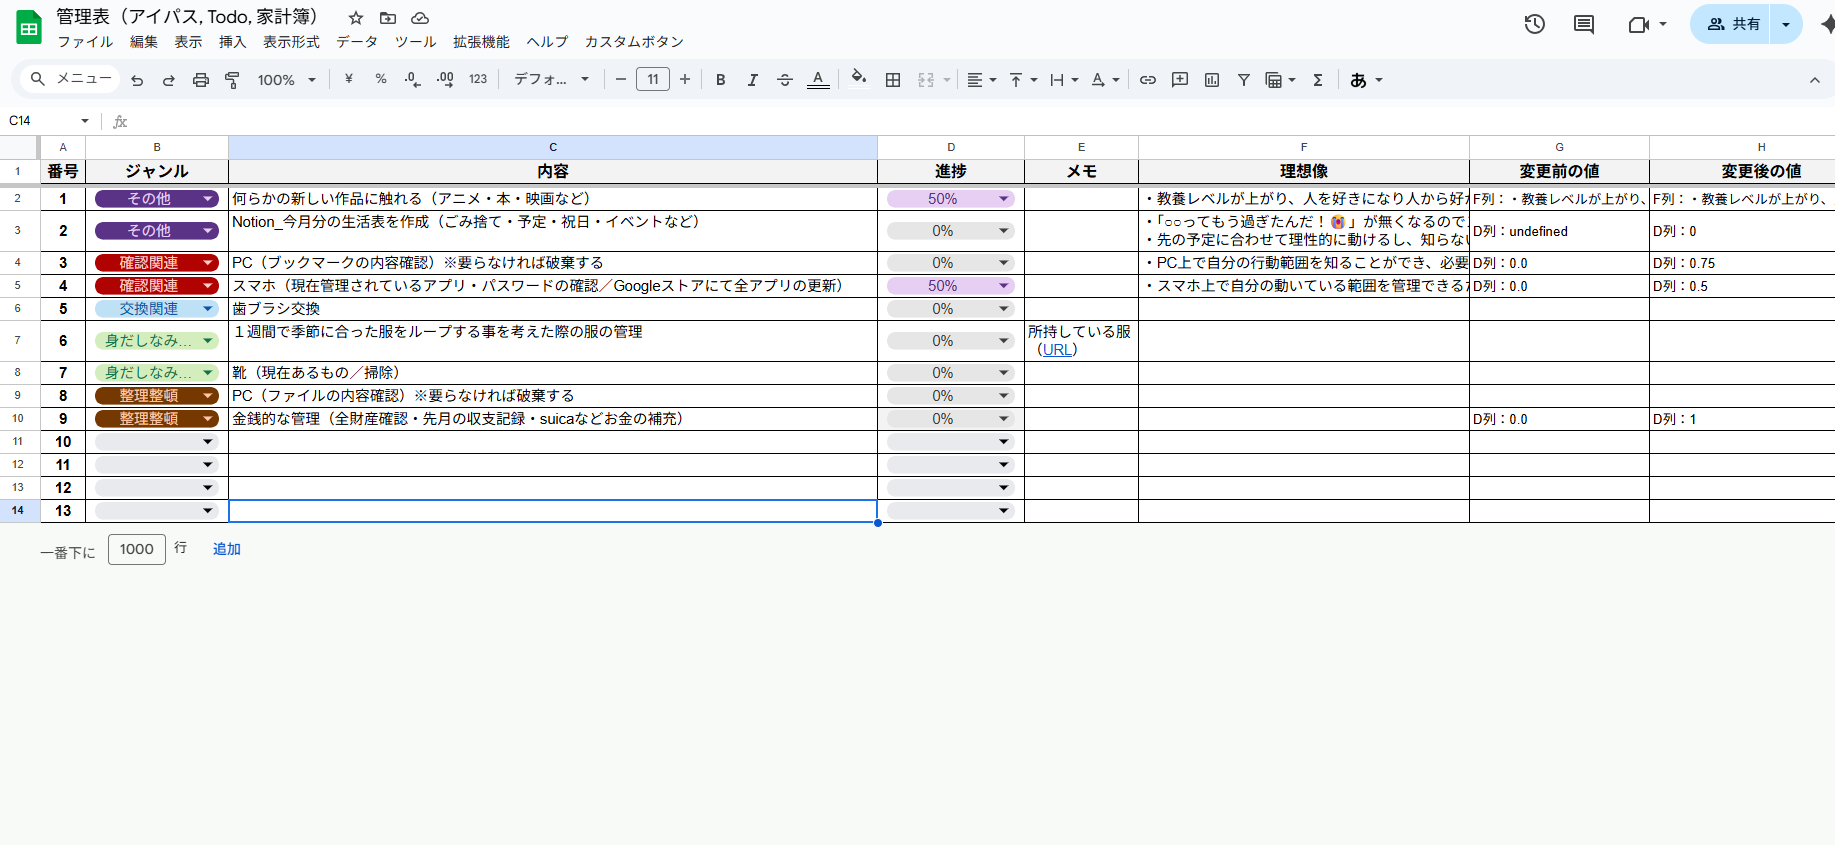 管理表（アイパス, Todo, 家計簿）
ファイル 編集 表示 挿入 表示形式 データ ツール 拡張機能 ヘルプ カスタムボタン
共有
メニュー 100% ¥ % .0 .00 123 デフォ... − 11 + B I S A あ
C14 fx
A B C D E F G H
1 番号 ジャンル 内容 進捗 メモ 理想像 変更前の値 変更後の値
2 1 その他 何らかの新しい作品に触れる（アニメ・本・映画など） 50% ・教養レベルが上がり、人を好きになり人から好か F列：・教養レベルが上がり、 F列：・教養レベルが上がり、
3 2 その他 Notion_今月分の生活表を作成（ごみ捨て・予定・祝日・イベントなど） 0% ・「○○ってもう過ぎたんだ！😭」が無くなるので D列：undefined D列：0
・先の予定に合わせて理性的に動けるし、知らない
4 3 確認関連 PC（ブックマークの内容確認）※要らなければ破棄する 0% ・PC上で自分の行動範囲を知ることができ、必要 D列：0.0 D列：0.75
5 4 確認関連 スマホ（現在管理されているアプリ・パスワードの確認／Googleストアにて全アプリの更新） 50% ・スマホ上で自分の動いている範囲を管理できる D列：0.0 D列：0.5
6 5 交換関連 歯ブラシ交換 0%
7 6 身だしなみ... １週間で季節に合った服をループする事を考えた際の服の管理 0% 所持している服
（URL）
8 7 身だしなみ... 靴（現在あるもの／掃除） 0%
9 8 整理整頓 PC（ファイルの内容確認）※要らなければ破棄する 0%
10 9 整理整頓 金銭的な管理（全財産確認・先月の収支記録・suicaなどお金の補充） 0% D列：0.0 D列：1
11 10
12 11
13 12
14 13
一番下に 1000 行 追加